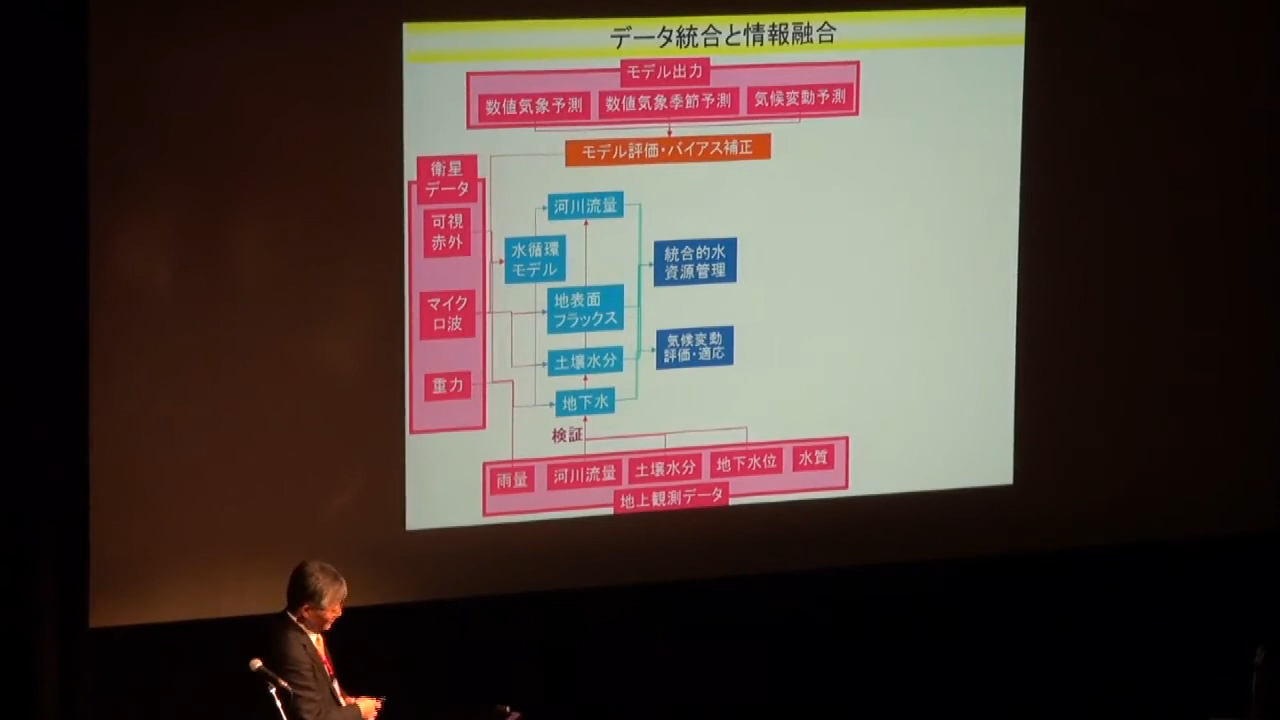 データ統合と情報融合
モデル出力
数値気象予測
数値気象季節予測
気候変動予測
モデル評価・バイアス補正
衛星
データ
可視
赤外
マイク
ロ波
重力
河川流量
水循環
モデル
地表面
フラックス
土壌水分
地下水
統合的水
資源管理
気候変動
評価・適応
検証
雨量
河川流量
土壌水分
地下水位
水質
地上観測データ